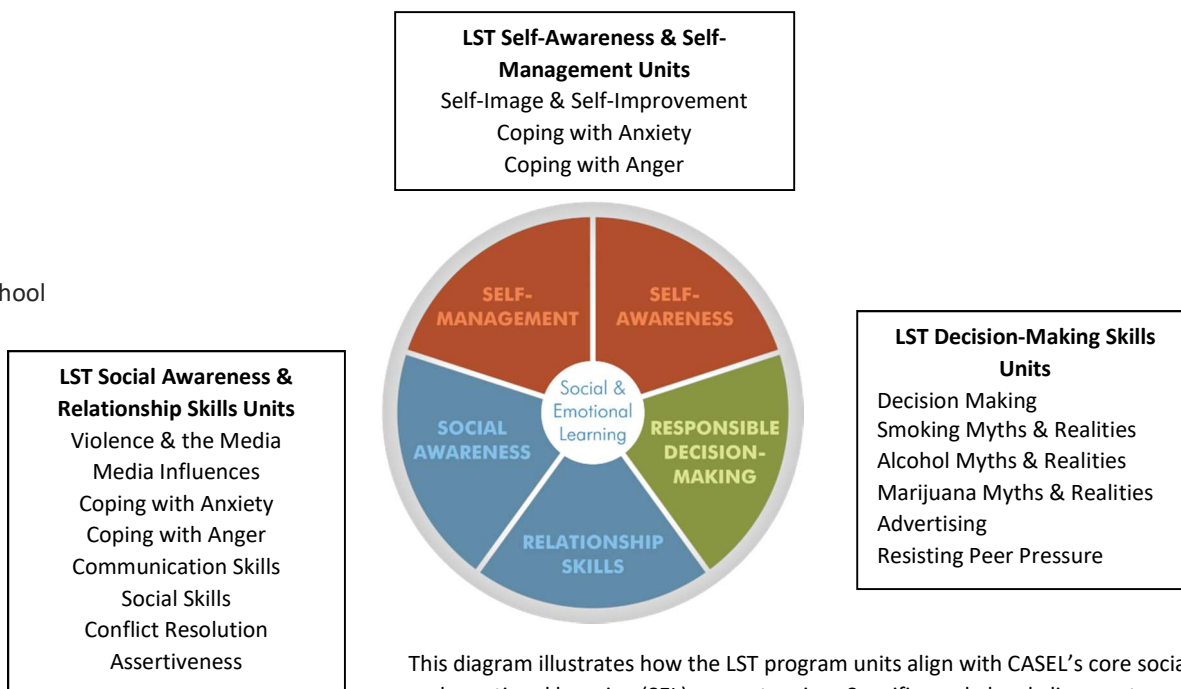 LST Self-Awareness & Self-
Management Units
Self-Image & Self-Improvement
Coping with Anxiety
Coping with Anger
SELF-
MANAGEMENT
SELF-
AWARENESS
Social &
Emotional
Learning
SOCIAL
AWARENESS
RESPONSIBLE
DECISION-
MAKING
RELATIONSHIP
SKILLS
LST Social Awareness &
Relationship Skills Units
Violence & the Media
Media Influences
Coping with Anxiety
Coping with Anger
Communication Skills
Social Skills
Conflict Resolution
Assertiveness
LST Decision-Making Skills
Units
Decision Making
Smoking Myths & Realities
Alcohol Myths & Realities
Marijuana Myths & Realities
Advertising
Resisting Peer Pressure
This diagram illustrates how the LST program units align with CASEL's core